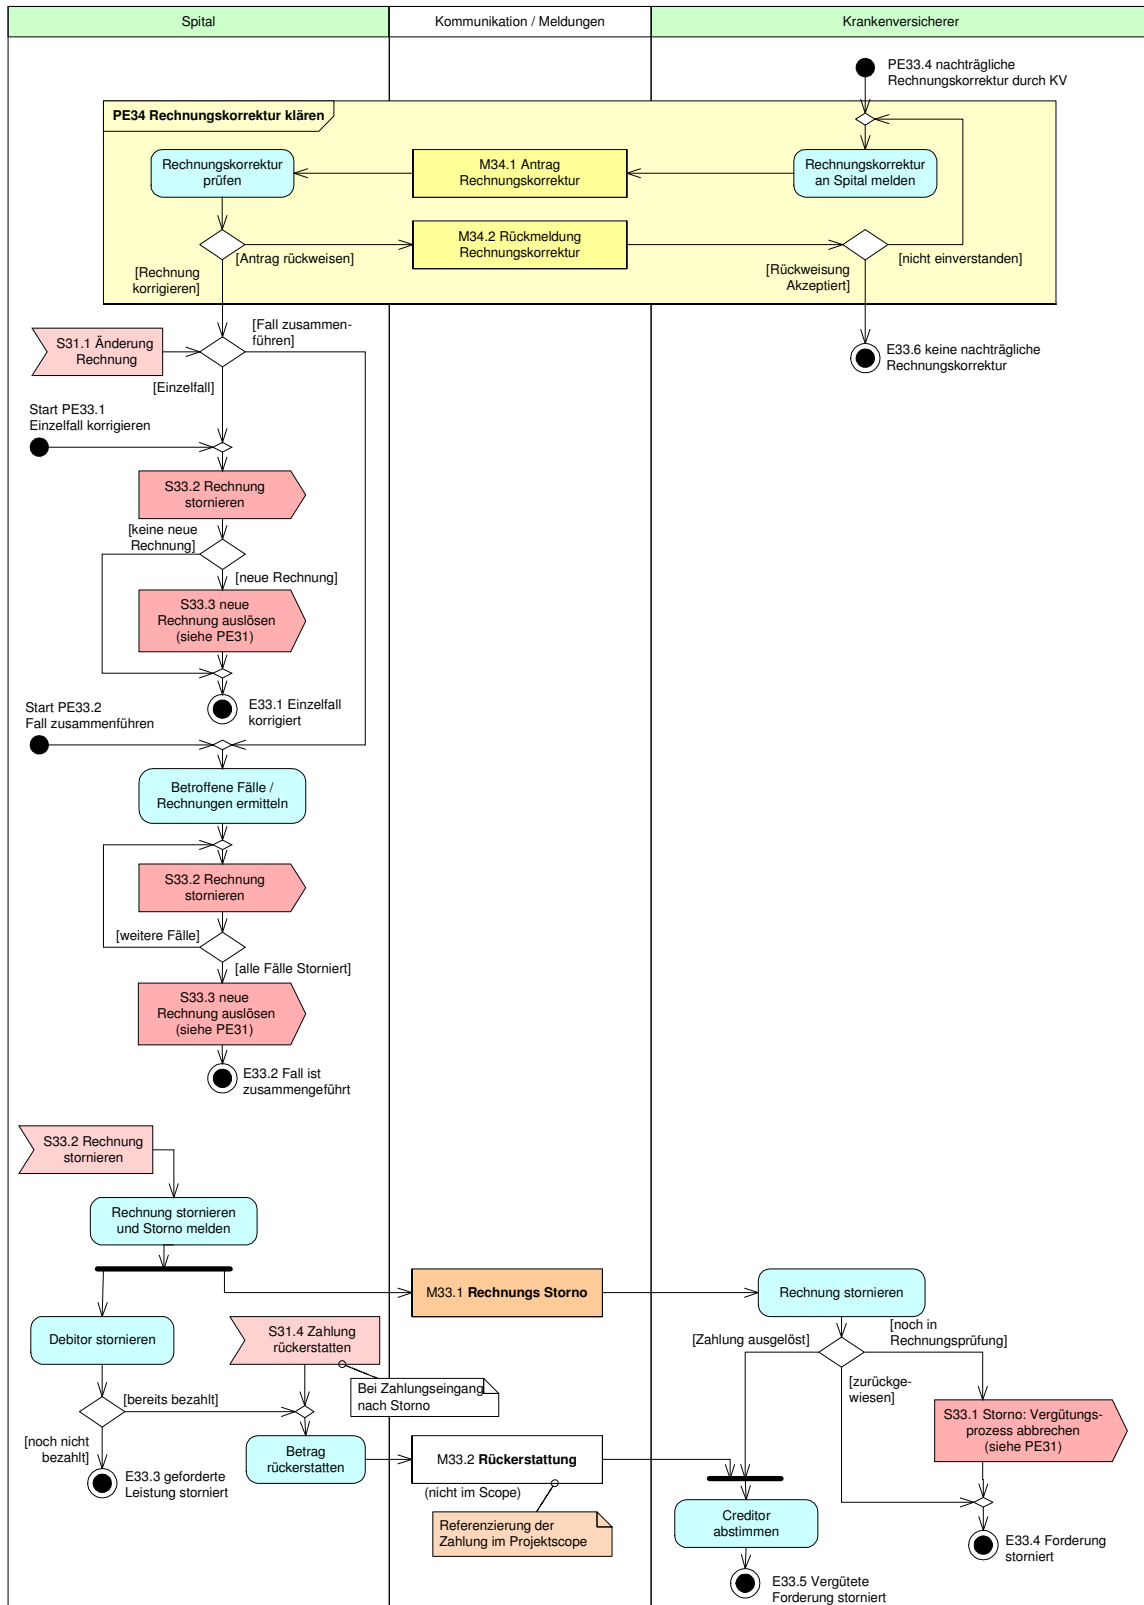 Spital
Kommunikation / Meldungen
Krankenversicherer
PE33.4 nachträgliche
Rechnungskorrektur durch KV
PE34 Rechnungskorrektur klären
Rechnungskorrektur
prüfen
M34.1 Antrag
Rechnungskorrektur
Rechnungskorrektur
an Spital melden
M34.2 Rückmeldung
Rechnungskorrektur
[Antrag rückweisen]
[nicht einverstanden]
[Rechnung
korrigieren]
[Rückweisung
Akzeptiert]
[Fall zusammen-
führen]
S31.1 Änderung
Rechnung
E33.6 keine nachträgliche
Rechnungskorrektur
[Einzelfall]
Start PE33.1
Einzelfall korrigieren
S33.2 Rechnung
stornieren
[keine neue
Rechnung]
[neue Rechnung]
S33.3 neue
Rechnung auslösen
(siehe PE31)
E33.1 Einzelfall
korrigiert
Start PE33.2
Fall zusammenführen
Betroffene Fälle /
Rechnungen ermitteln
S33.2 Rechnung
stornieren
[weitere Fälle]
[alle Fälle Storniert]
S33.3 neue
Rechnung auslösen
(siehe PE31)
E33.2 Fall ist
zusammengeführt
S33.2 Rechnung
stornieren
Rechnung stornieren
und Storno melden
M33.1 Rechnungs Storno
Rechnung stornieren
Debitor stornieren
S31.4 Zahlung
rückerstatten
[Zahlung ausgelöst]
[noch in
Rechnungsprüfung]
Bei Zahlungseingang
nach Storno
[bereits bezahlt]
[zurückge-
wiesen]
S33.1 Storno: Vergütungs-
prozess abbrechen
(siehe PE31)
[noch nicht
bezahlt]
Betrag
rückerstatten
M33.2 Rückerstattung
(nicht im Scope)
E33.3 geforderte
Leistung storniert
Referenzierung der
Zahlung im Projektscope
Creditor
abstimmen
E33.4 Forderung
storniert
E33.5 Vergütete
Forderung storniert